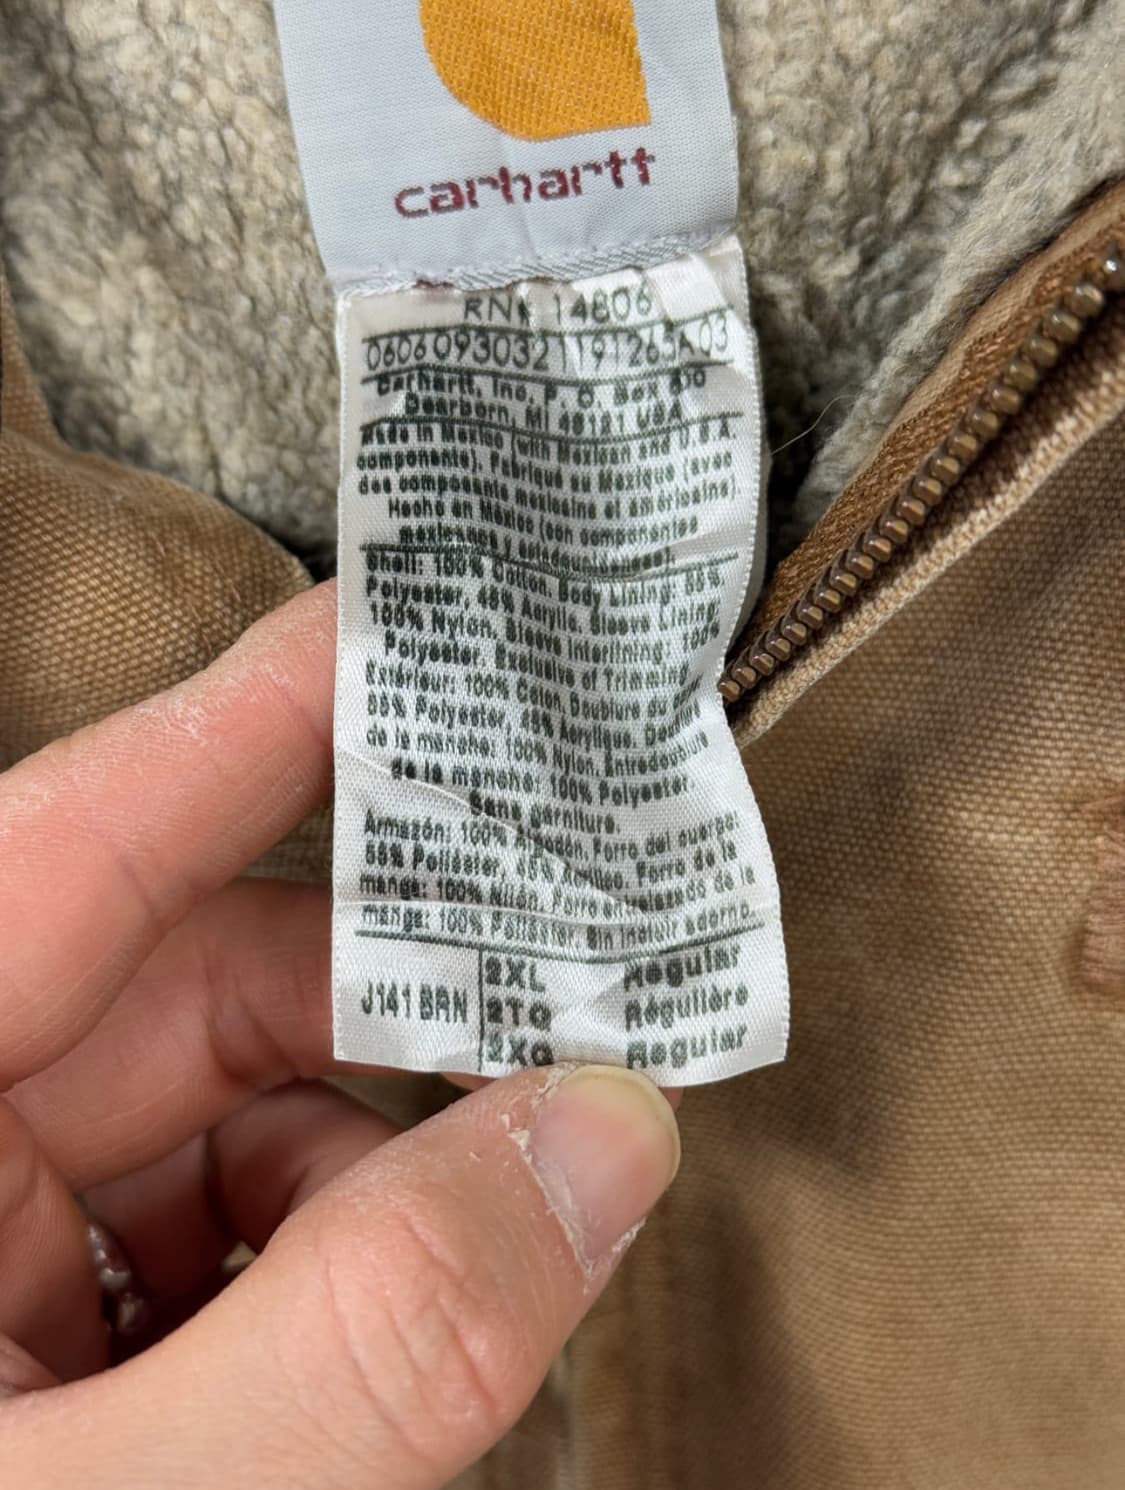 carhartt
RN# 14806
0606093032 1191265A 03
Carhartt, Inc. P. O. Box 600
Dearborn, MI 48121 USA
Made in Mexico (with Mexican and U.S.A.
components). Fabriqué au Mexique (avec
des composants mexicains et américains).
Hecho en México (con componentes
mexicanos y estadounidenses).
Shell: 100% Cotton. Body Lining: 55%
Polyester, 45% Acrylic. Sleeve Lining:
100% Nylon. Sleeve Interlining: 100%
Polyester. Exclusive of Trimming.
Extérieur: 100% Coton. Doublure du
55% Polyester, 45% Acrylique. Doublure
de la manche: 100% Nylon. Entredoublure
de la manche: 100% Polyester
Sans garniture.
Armazón: 100% Algodón. Forro del cuerpo:
55% Poliéster, 45% Acrílico. Forro de la
manga: 100% Nilón. Forro entrelazado de la
manga: 100% Poliéster. Sin incluir adorno.
J141 BRN
2XL Regular
2TG Régulière
2XG Regular